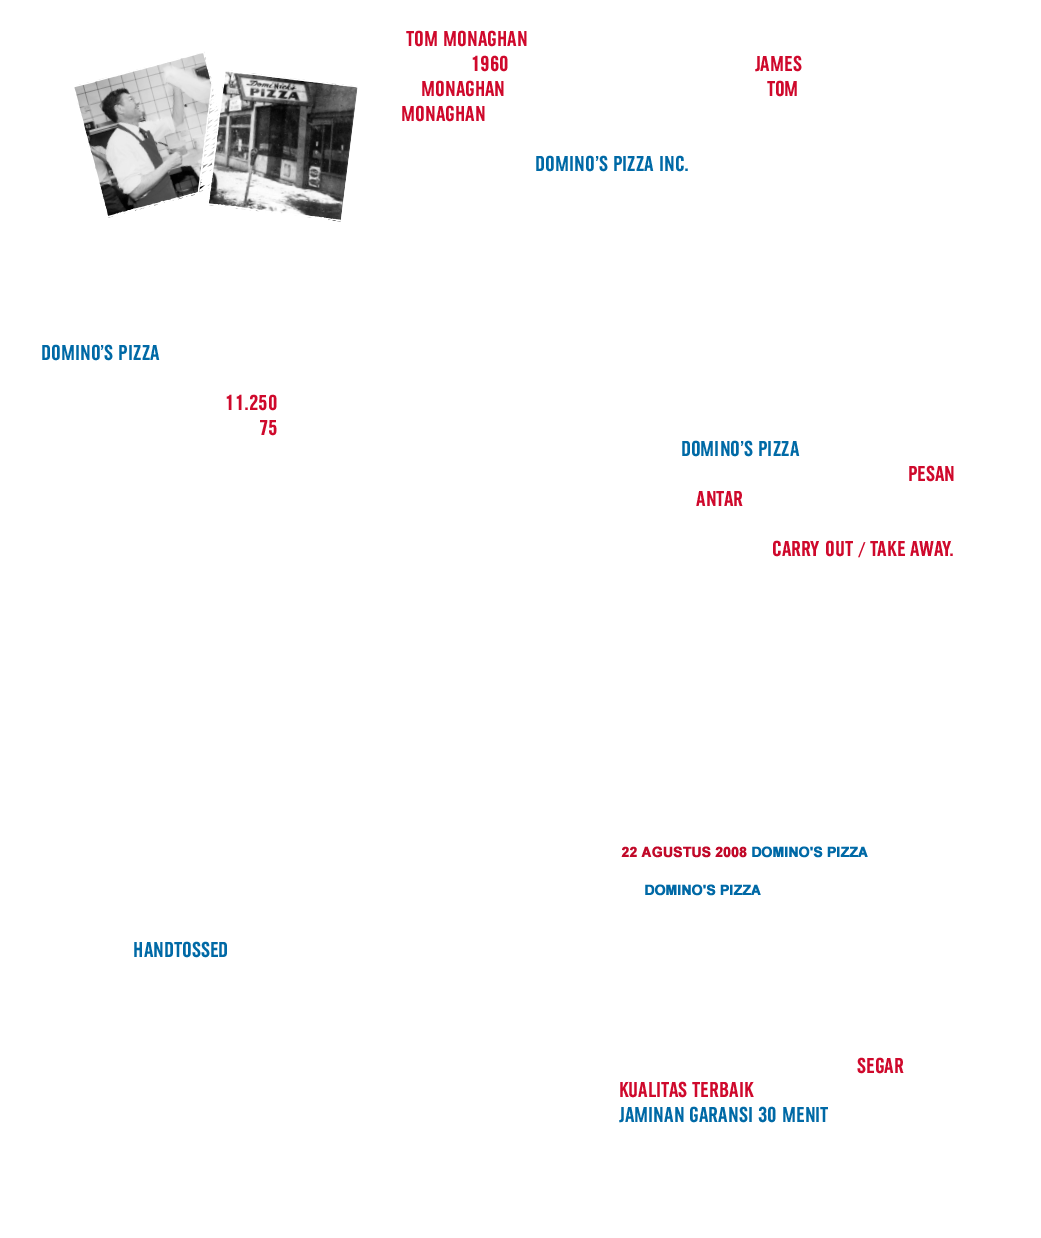 Dominick's
PIZZA
TOM MONAGHAN
1960 JAMES
MONAGHAN TOM
MONAGHAN
DOMINO'S PIZZA INC.
DOMINO'S PIZZA
11.250
75
DOMINO'S PIZZA
PESAN
ANTAR
CARRY OUT / TAKE AWAY.
22 AGUSTUS 2008 DOMINO'S PIZZA
DOMINO'S PIZZA
HANDTOSSED
SEGAR
KUALITAS TERBAIK
JAMINAN GARANSI 30 MENIT